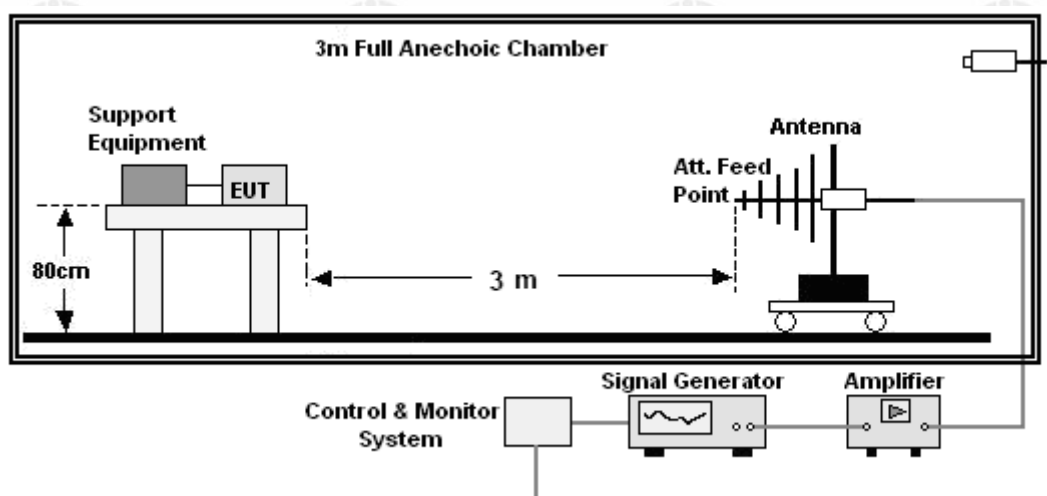 3m Full Anechoic Chamber
Support
Equipment
EUT
80cm
3 m
Antenna
Att. Feed
Point
Signal Generator
Amplifier
Control & Monitor
System